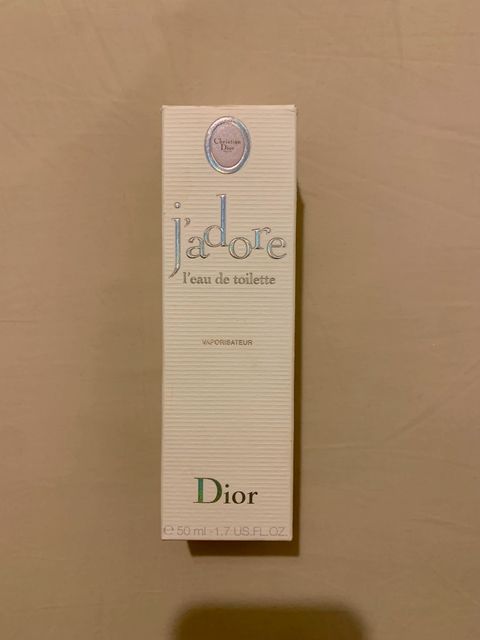 Christian
Dior
j'adore
l'eau de toilette
VAPORISATEUR
Dior
℮ 50 ml - 1.7 US.FL.OZ.